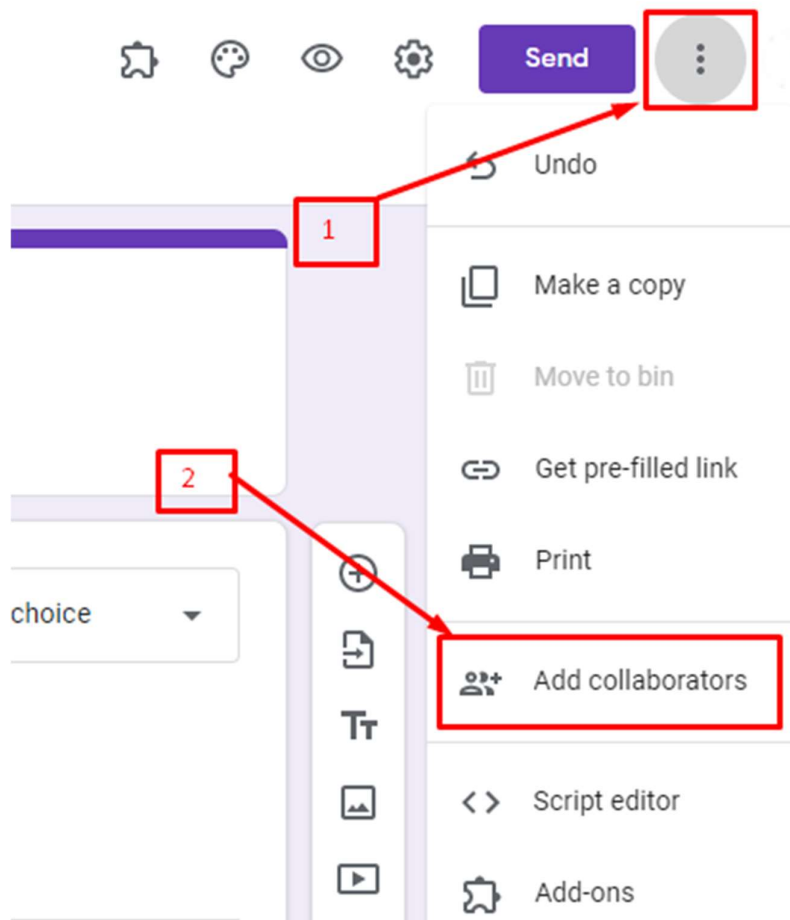 Send
Undo
1
Make a copy
Move to bin
Get pre-filled link
2
Print
choice
Add collaborators
Tт
Script editor
Add-ons